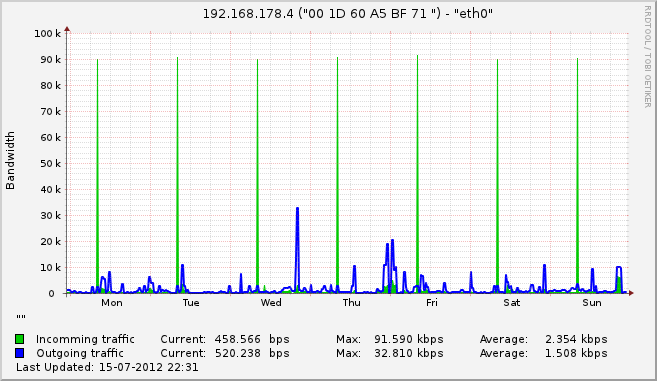 192.168.178.4 ("00 1D 60 A5 BF 71 ") - "eth0"
RRDTOOL / TOBI OETIKER
Bandwidth
100 k
90 k
80 k
70 k
60 k
50 k
40 k
30 k
20 k
10 k
0
Mon Tue Wed Thu Fri Sat Sun
""
Incomming traffic Current: 458.566 bps Max: 91.590 kbps Average: 2.354 kbps
Outgoing traffic Current: 520.238 bps Max: 32.810 kbps Average: 1.508 kbps
Last Updated: 15-07-2012 22:31